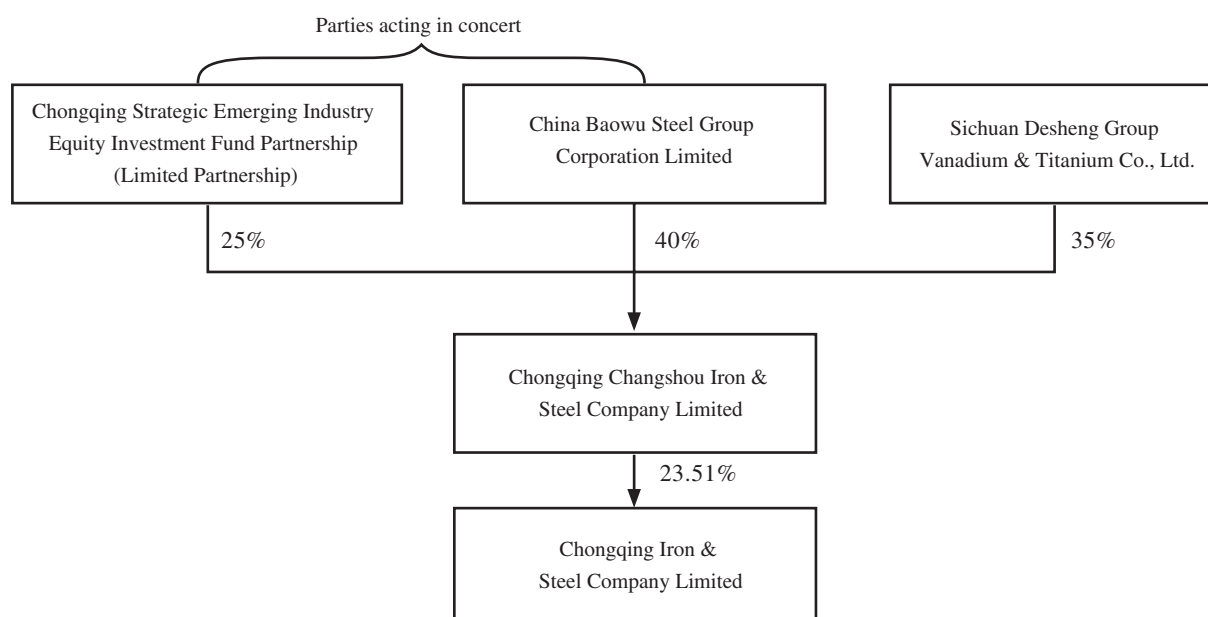 Parties acting in concert
Chongqing Strategic Emerging Industry
Equity Investment Fund Partnership
(Limited Partnership)
China Baowu Steel Group
Corporation Limited
Sichuan Desheng Group
Vanadium & Titanium Co., Ltd.
25%
40%
35%
Chongqing Changshou Iron &
Steel Company Limited
23.51%
Chongqing Iron &
Steel Company Limited